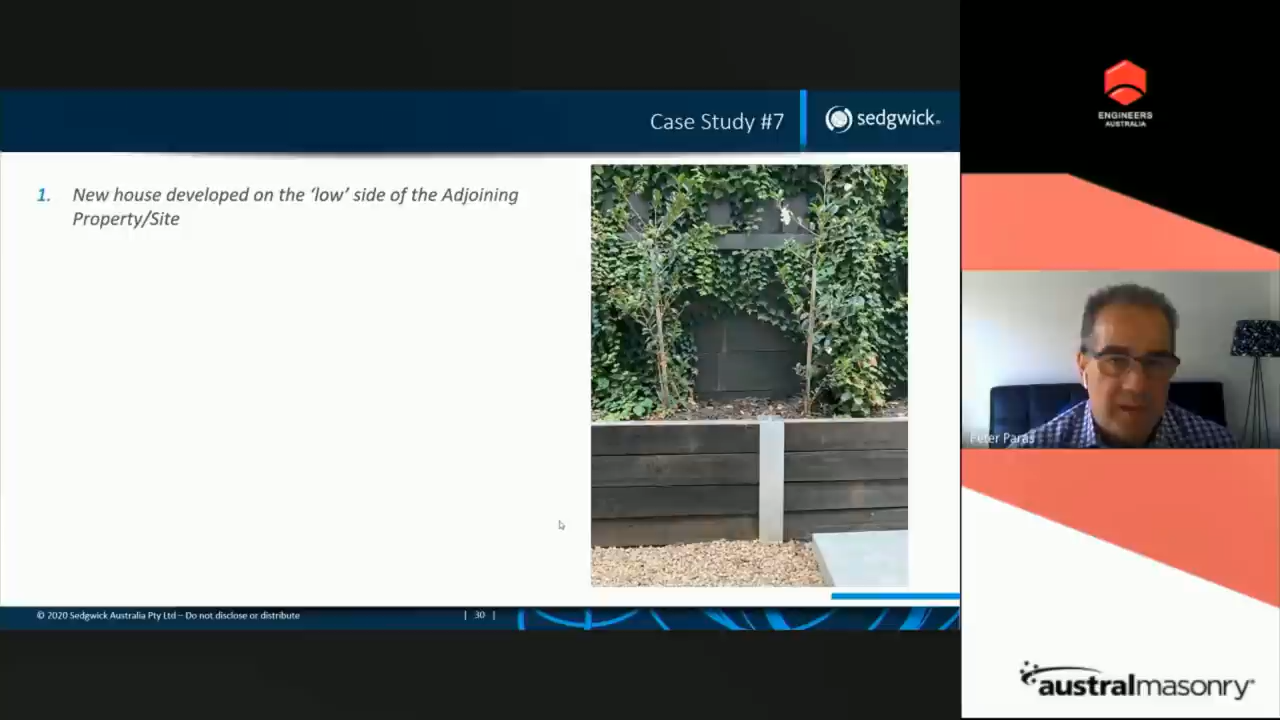 Case Study #7
sedgwick
1. New house developed on the ‘low’ side of the Adjoining
Property/Site
© 2020 Sedgwick Australia Pty Ltd – Do not disclose or distribute
| 30 |
ENGINEERS
AUSTRALIA
Peter Paras
australmasonry